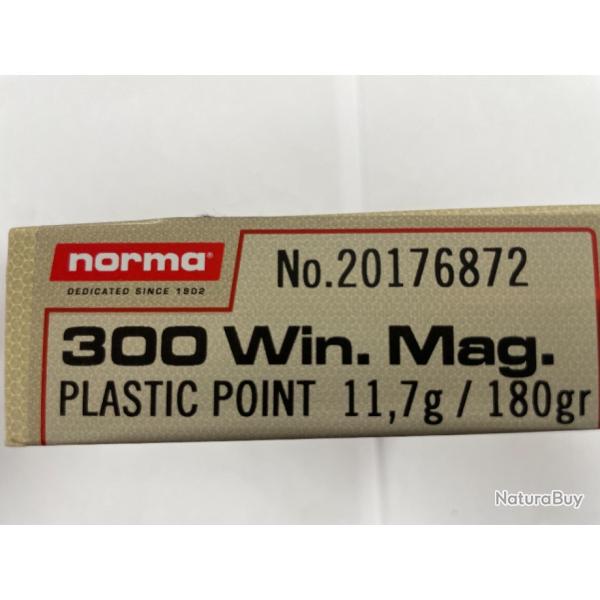 norma
DEDICATED SINCE 1902
No.20176872
300 Win. Mag.
PLASTIC POINT 11,7g / 180gr
NaturaBuy